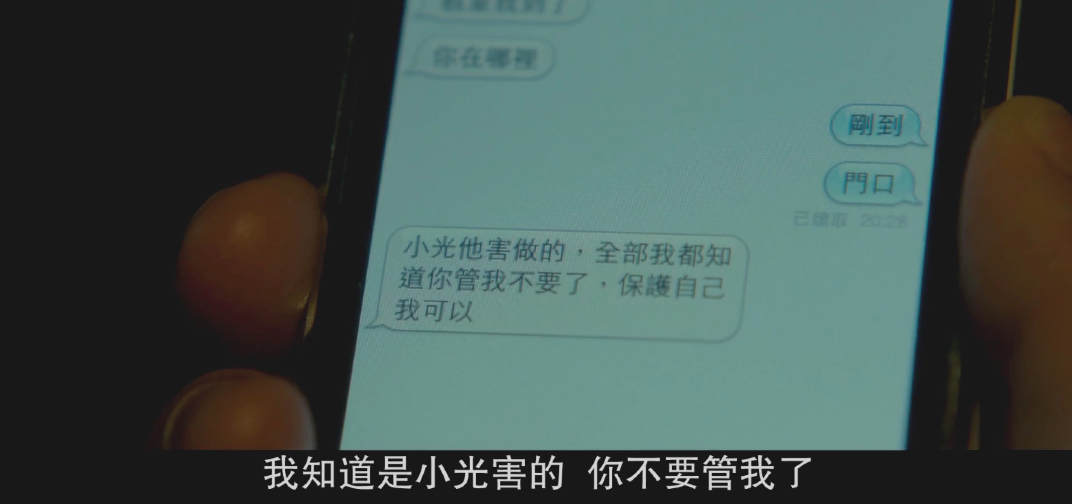 你在哪裡
剛到
門口
已讀取 20:28
小光他害做的，全部我都知
道你管我不要了，保護自己
我可以
我知道是小光害的 你不要管我了